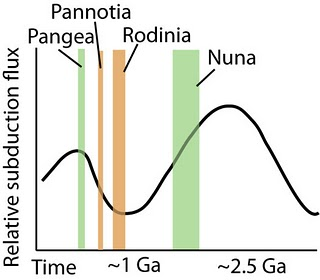 Pannotia
Pangea
Rodinia
Nuna
Relative subduction flux
Time
~1 Ga
~2.5 Ga